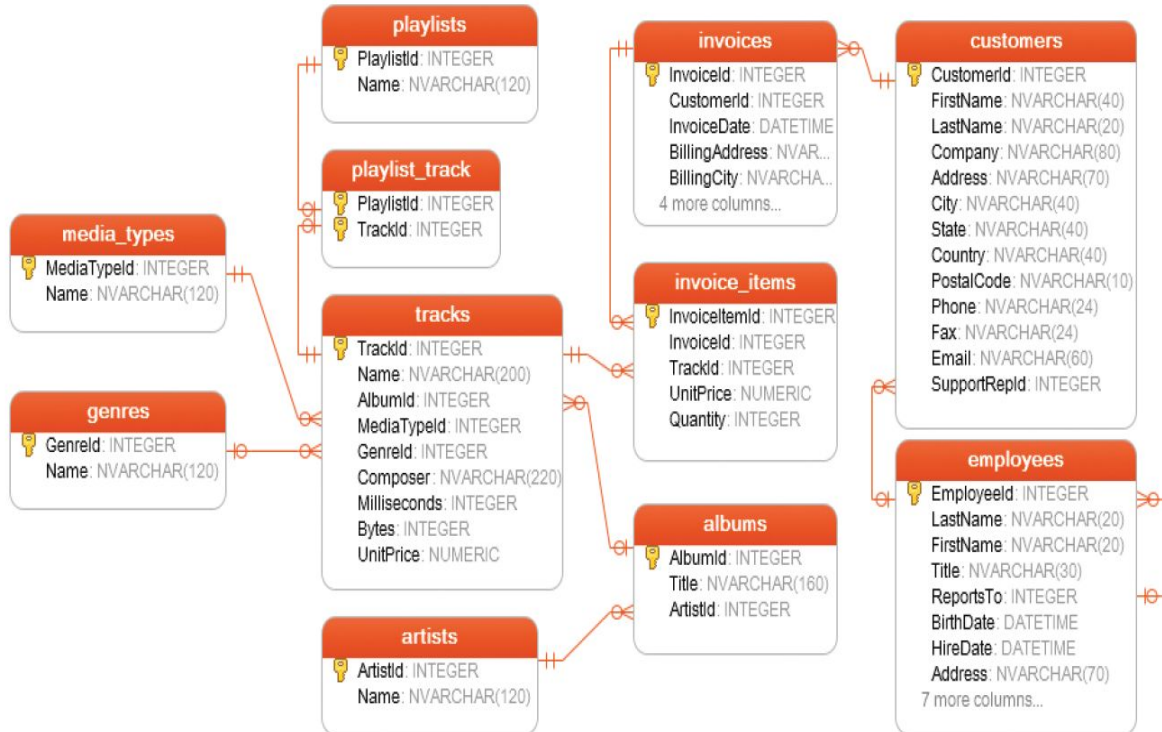 playlists
PlaylistId: INTEGER
Name: NVARCHAR(120)
playlist_track
PlaylistId: INTEGER
TrackId: INTEGER
media_types
MediaTypeId: INTEGER
Name: NVARCHAR(120)
genres
GenreId: INTEGER
Name: NVARCHAR(120)
tracks
TrackId: INTEGER
Name: NVARCHAR(200)
AlbumId: INTEGER
MediaTypeId: INTEGER
GenreId: INTEGER
Composer: NVARCHAR(220)
Milliseconds: INTEGER
Bytes: INTEGER
UnitPrice: NUMERIC
artists
ArtistId: INTEGER
Name: NVARCHAR(120)
invoices
InvoiceId: INTEGER
CustomerId: INTEGER
InvoiceDate: DATETIME
BillingAddress: NVAR...
BillingCity: NVARCHA...
4 more columns...
invoice_items
InvoiceItemId: INTEGER
InvoiceId: INTEGER
TrackId: INTEGER
UnitPrice: NUMERIC
Quantity: INTEGER
albums
AlbumId: INTEGER
Title: NVARCHAR(160)
ArtistId: INTEGER
customers
CustomerId: INTEGER
FirstName: NVARCHAR(40)
LastName: NVARCHAR(20)
Company: NVARCHAR(80)
Address: NVARCHAR(70)
City: NVARCHAR(40)
State: NVARCHAR(40)
Country: NVARCHAR(40)
PostalCode: NVARCHAR(10)
Phone: NVARCHAR(24)
Fax: NVARCHAR(24)
Email: NVARCHAR(60)
SupportRepId: INTEGER
employees
EmployeeId: INTEGER
LastName: NVARCHAR(20)
FirstName: NVARCHAR(20)
Title: NVARCHAR(30)
ReportsTo: INTEGER
BirthDate: DATETIME
HireDate: DATETIME
Address: NVARCHAR(70)
7 more columns...